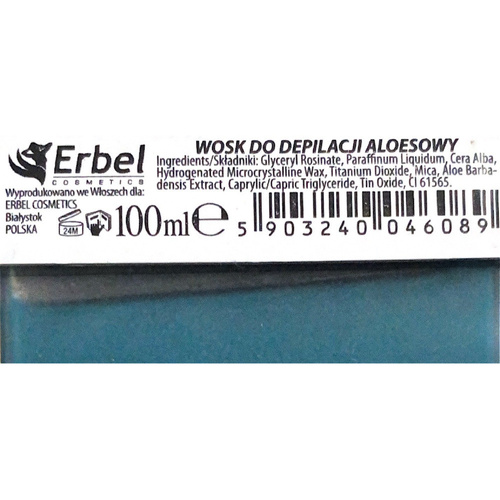 Erbel
COSMETICS
Wyprodukowano we Włoszech dla:
ERBEL COSMETICS
Białystok
POLSKA
24M
100ml e
WOSK DO DEPILACJI ALOESOWY
Ingredients/Składniki: Glyceryl Rosinate, Paraffinum Liquidum, Cera Alba,
Hydrogenated Microcrystalline Wax, Titanium Dioxide, Mica, Aloe Barba-
densis Extract, Caprylic/Capric Triglyceride, Tin Oxide, CI 61565.
5 903240 046089